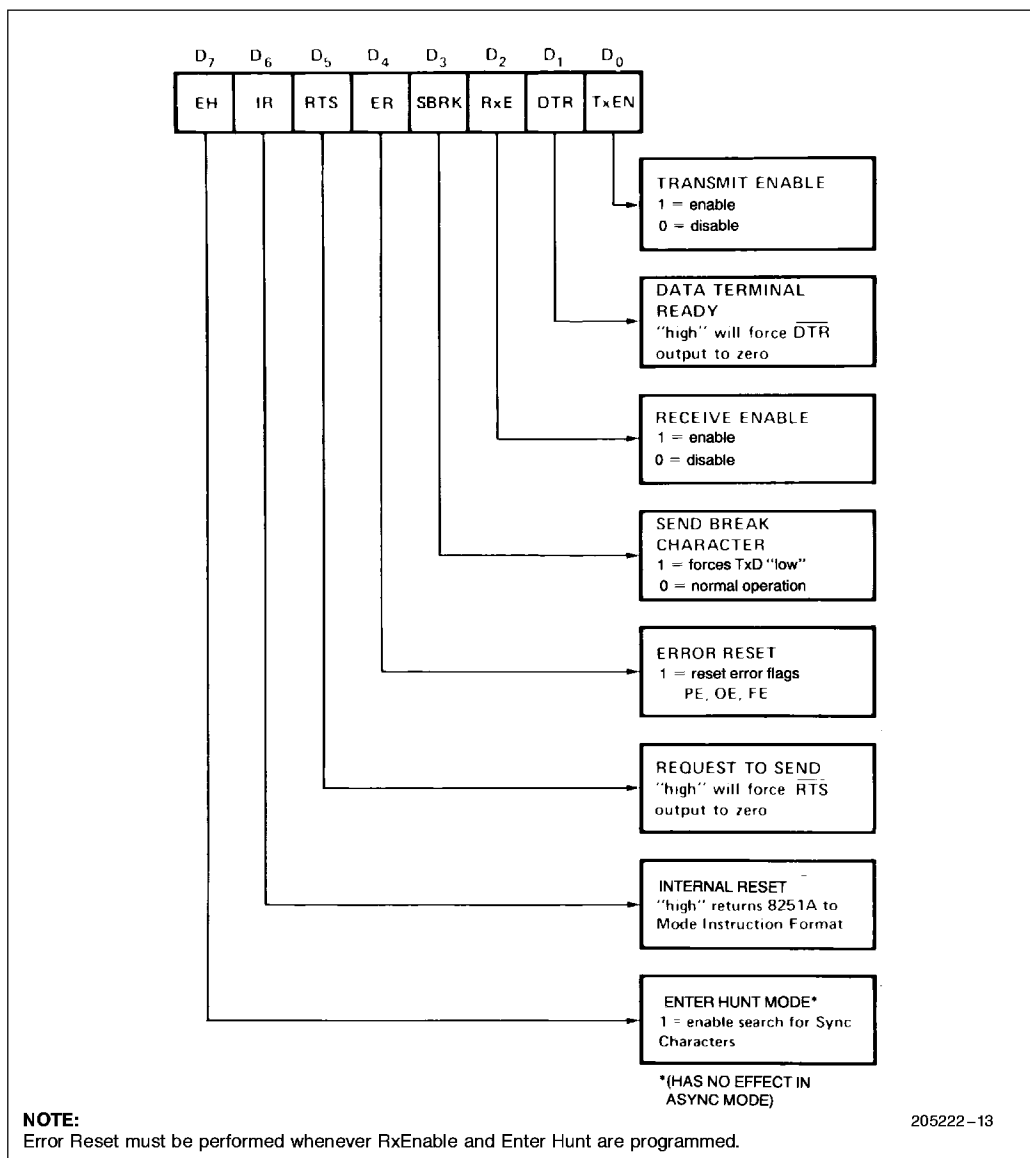 D7 D6 D5 D4 D3 D2 D1 D0
EH IR RTS ER SBRK RxE DTR TxEN
TRANSMIT ENABLE
1 = enable
0 = disable
DATA TERMINAL
READY
"high" will force D̅T̅R̅
output to zero
RECEIVE ENABLE
1 = enable
0 = disable
SEND BREAK
CHARACTER
1 = forces TxD "low"
0 = normal operation
ERROR RESET
1 = reset error flags
PE, OE, FE
REQUEST TO SEND
"high" will force R̅T̅S̅
output to zero
INTERNAL RESET
"high" returns 8251A to
Mode Instruction Format
ENTER HUNT MODE*
1 = enable search for Sync
Characters
*(HAS NO EFFECT IN
ASYNC MODE)
NOTE:
205222–13
Error Reset must be performed whenever RxEnable and Enter Hunt are programmed.